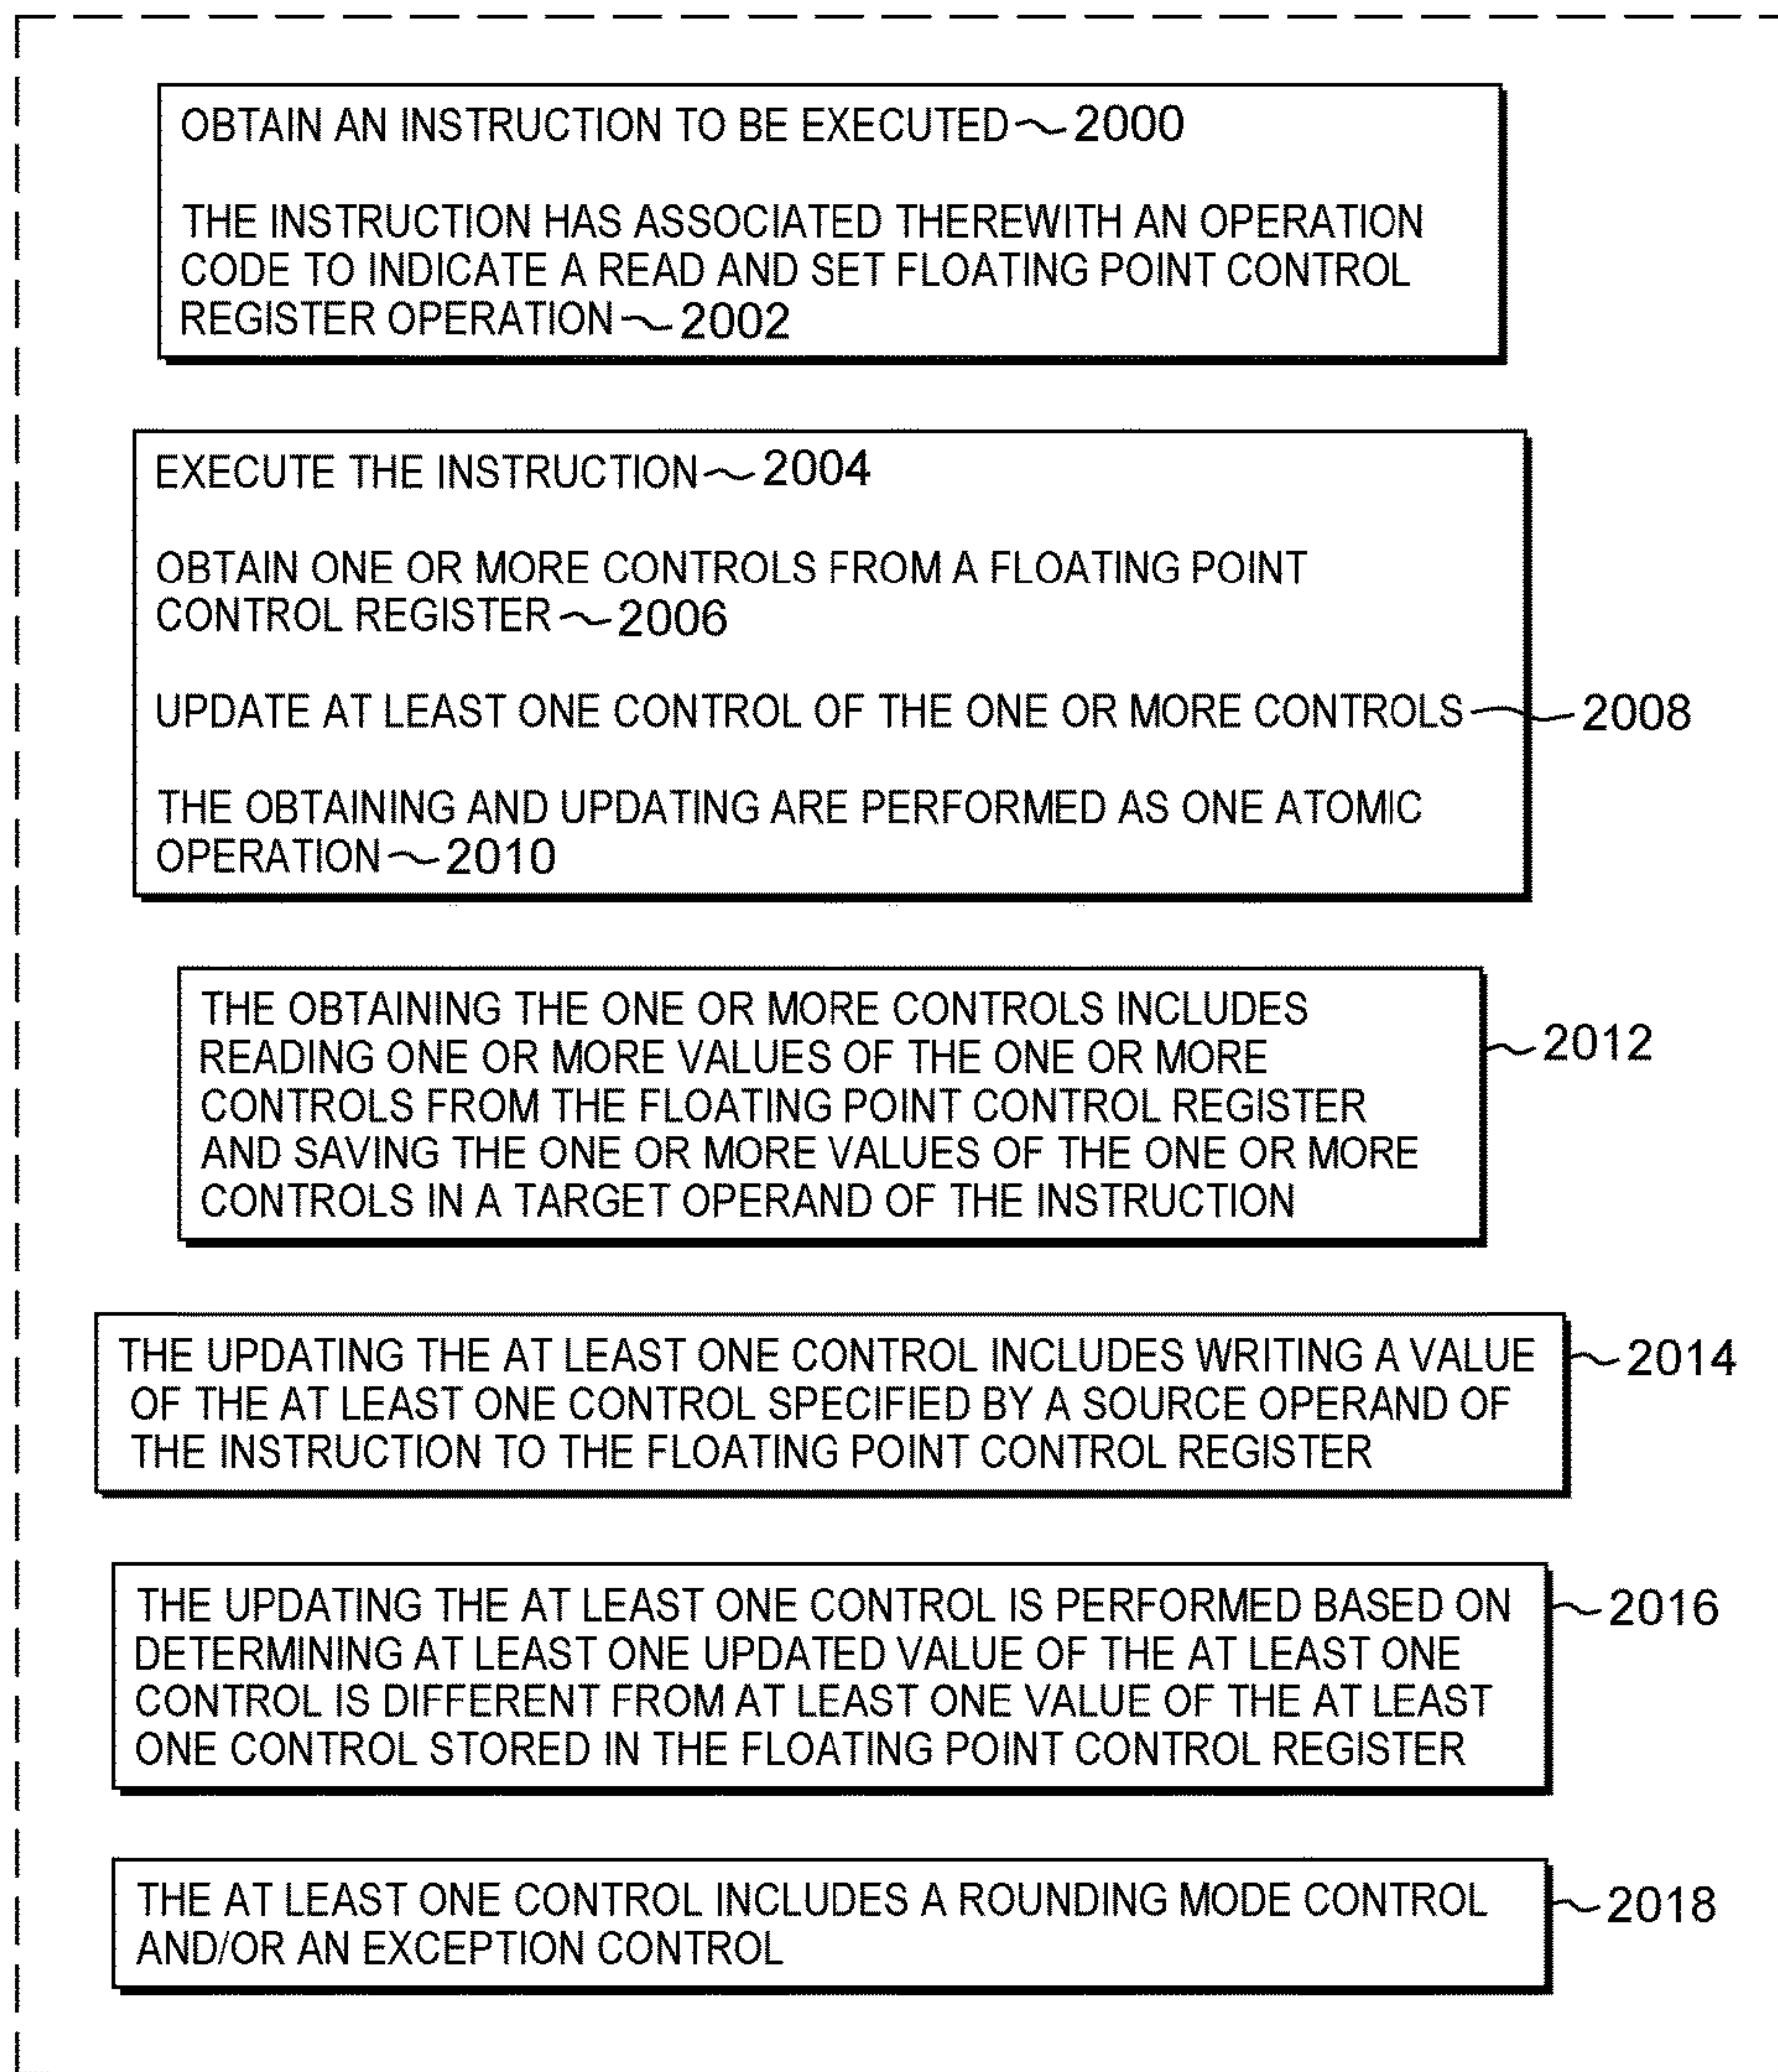 OBTAIN AN INSTRUCTION TO BE EXECUTED 2000
THE INSTRUCTION HAS ASSOCIATED THEREWITH AN OPERATION
CODE TO INDICATE A READ AND SET FLOATING POINT CONTROL
REGISTER OPERATION 2002
EXECUTE THE INSTRUCTION 2004
OBTAIN ONE OR MORE CONTROLS FROM A FLOATING POINT
CONTROL REGISTER 2006
UPDATE AT LEAST ONE CONTROL OF THE ONE OR MORE CONTROLS 2008
THE OBTAINING AND UPDATING ARE PERFORMED AS ONE ATOMIC
OPERATION 2010
THE OBTAINING THE ONE OR MORE CONTROLS INCLUDES
READING ONE OR MORE VALUES OF THE ONE OR MORE 2012
CONTROLS FROM THE FLOATING POINT CONTROL REGISTER
AND SAVING THE ONE OR MORE VALUES OF THE ONE OR MORE
CONTROLS IN A TARGET OPERAND OF THE INSTRUCTION
THE UPDATING THE AT LEAST ONE CONTROL INCLUDES WRITING A VALUE 2014
OF THE AT LEAST ONE CONTROL SPECIFIED BY A SOURCE OPERAND OF
THE INSTRUCTION TO THE FLOATING POINT CONTROL REGISTER
THE UPDATING THE AT LEAST ONE CONTROL IS PERFORMED BASED ON 2016
DETERMINING AT LEAST ONE UPDATED VALUE OF THE AT LEAST ONE
CONTROL IS DIFFERENT FROM AT LEAST ONE VALUE OF THE AT LEAST
ONE CONTROL STORED IN THE FLOATING POINT CONTROL REGISTER
THE AT LEAST ONE CONTROL INCLUDES A ROUNDING MODE CONTROL 2018
AND/OR AN EXCEPTION CONTROL